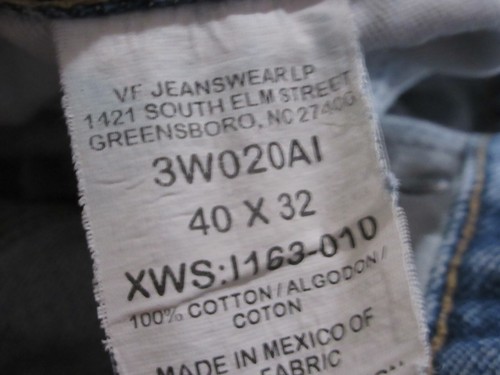 VF JEANSWEAR LP
1421 SOUTH ELM STREET
GREENSBORO, NC 27406
3W020AI
40 X 32
XWS:I163-010
100% COTTON / ALGODON /
COTON
MADE IN MEXICO OF
FABRIC